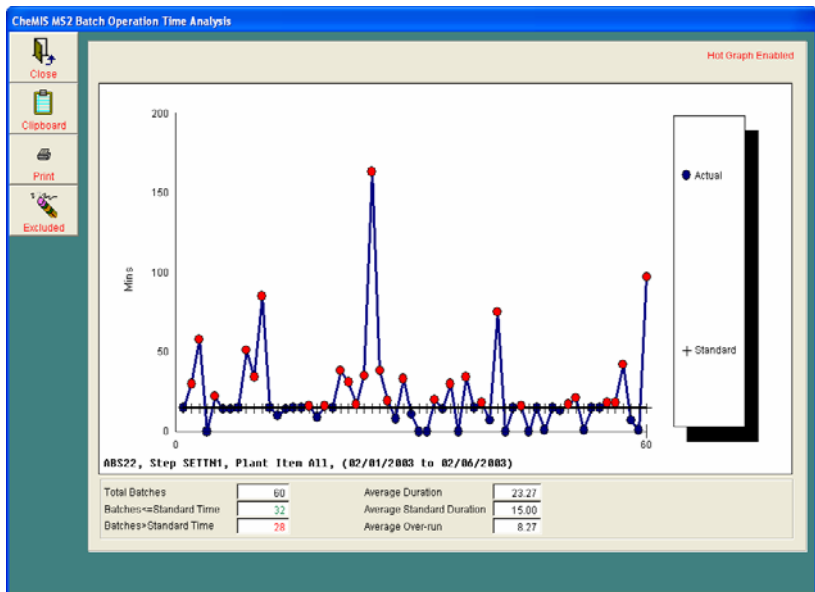 CheMIS MS2 Batch Operation Time Analysis
Close
Clipboard
Print
Excluded
Hot Graph Enabled
200
150
100
50
0
Mins
0
60
Actual
Standard
ABS22, Step SETTN1, Plant Item All, (02/01/2003 to 02/06/2003)
Total Batches 60 Average Duration 23.27
Batches<=Standard Time 32 Average Standard Duration 15.00
Batches>Standard Time 28 Average Over-run 8.27